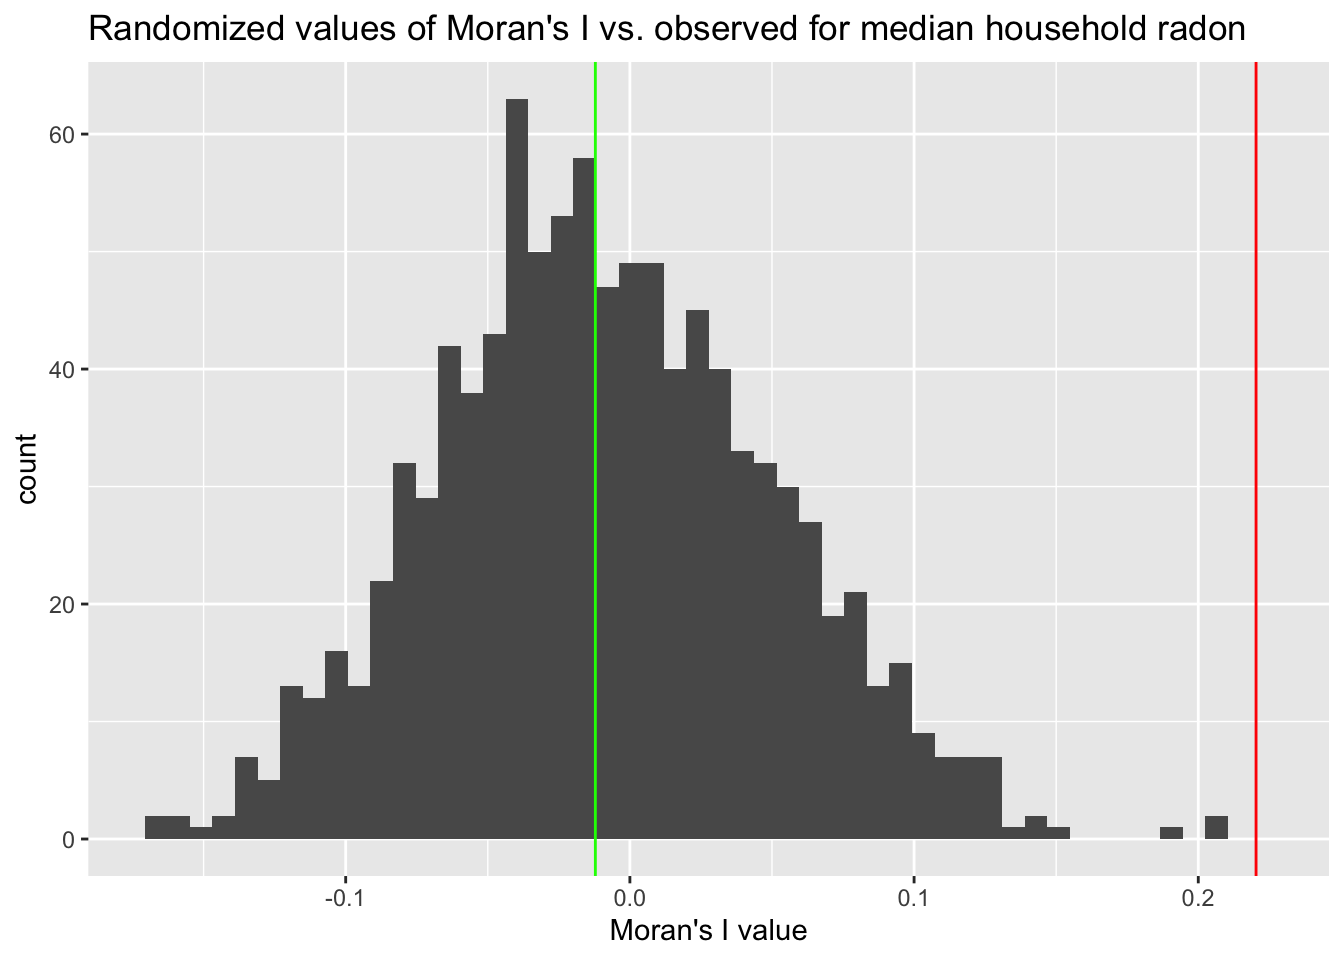 Randomized values of Moran's I vs. observed for median household radon
60
40
20
0
count
-0.1
0.0
0.1
0.2
Moran's I value